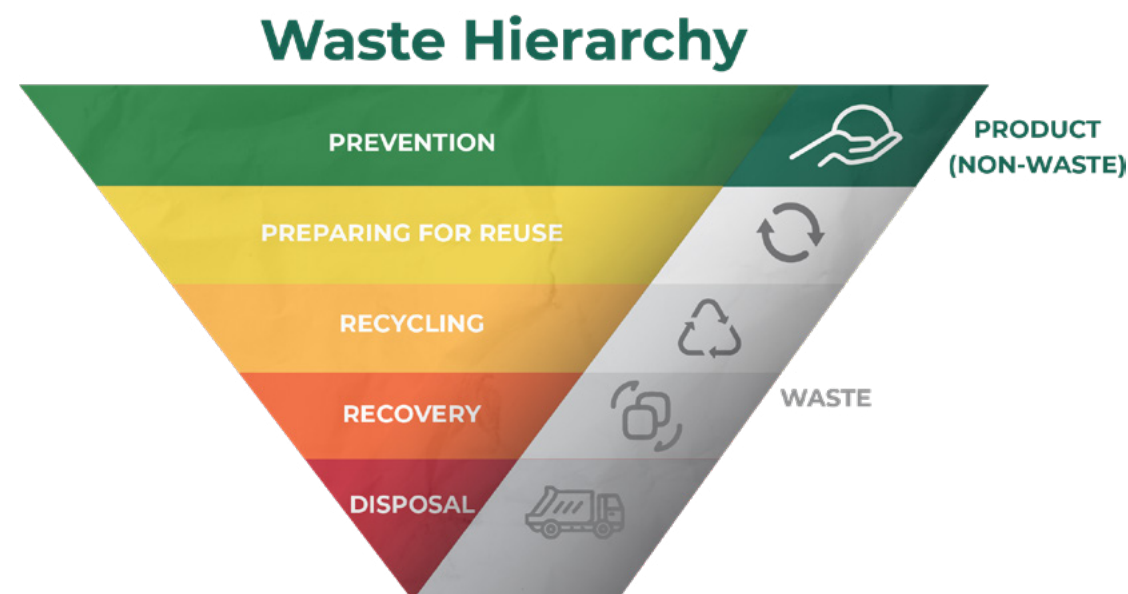 Waste Hierarchy
PREVENTION
PRODUCT
(NON-WASTE)
PREPARING FOR REUSE
RECYCLING
RECOVERY
WASTE
DISPOSAL